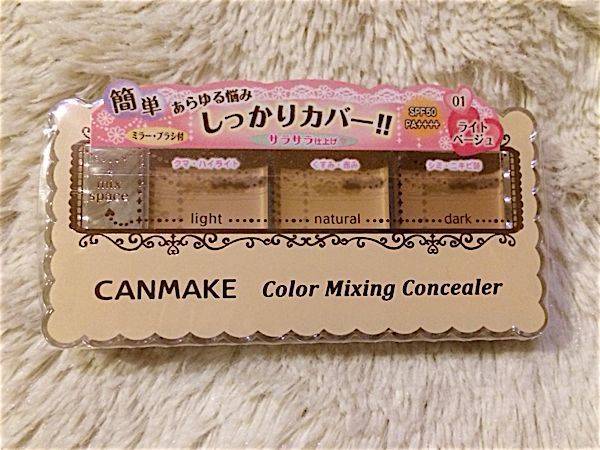 簡単 あらゆる悩み
しっかりカバー!!
ミラー・ブラシ付
サラサラ仕上げ
SPF50
PA++++
01
ライト
ベージュ
クマ・ハイライト
くすみ・赤み
シミ・ニキビ跡
mix
space
light
natural
dark
CANMAKE Color Mixing Concealer